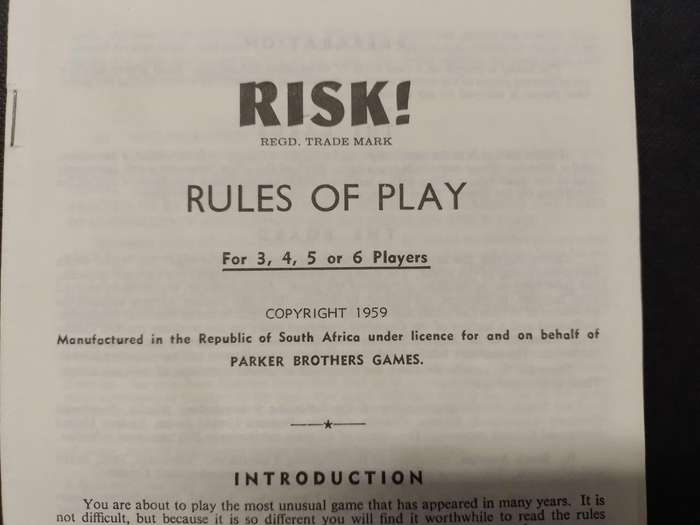 RISK!
REGD. TRADE MARK
RULES OF PLAY
For 3, 4, 5 or 6 Players
COPYRIGHT 1959
Manufactured in the Republic of South Africa under licence for and on behalf of
PARKER BROTHERS GAMES.
INTRODUCTION
You are about to play the most unusual game that has appeared in many years. It is
not difficult, but because it is so different you will find it worthwhile to read the rules